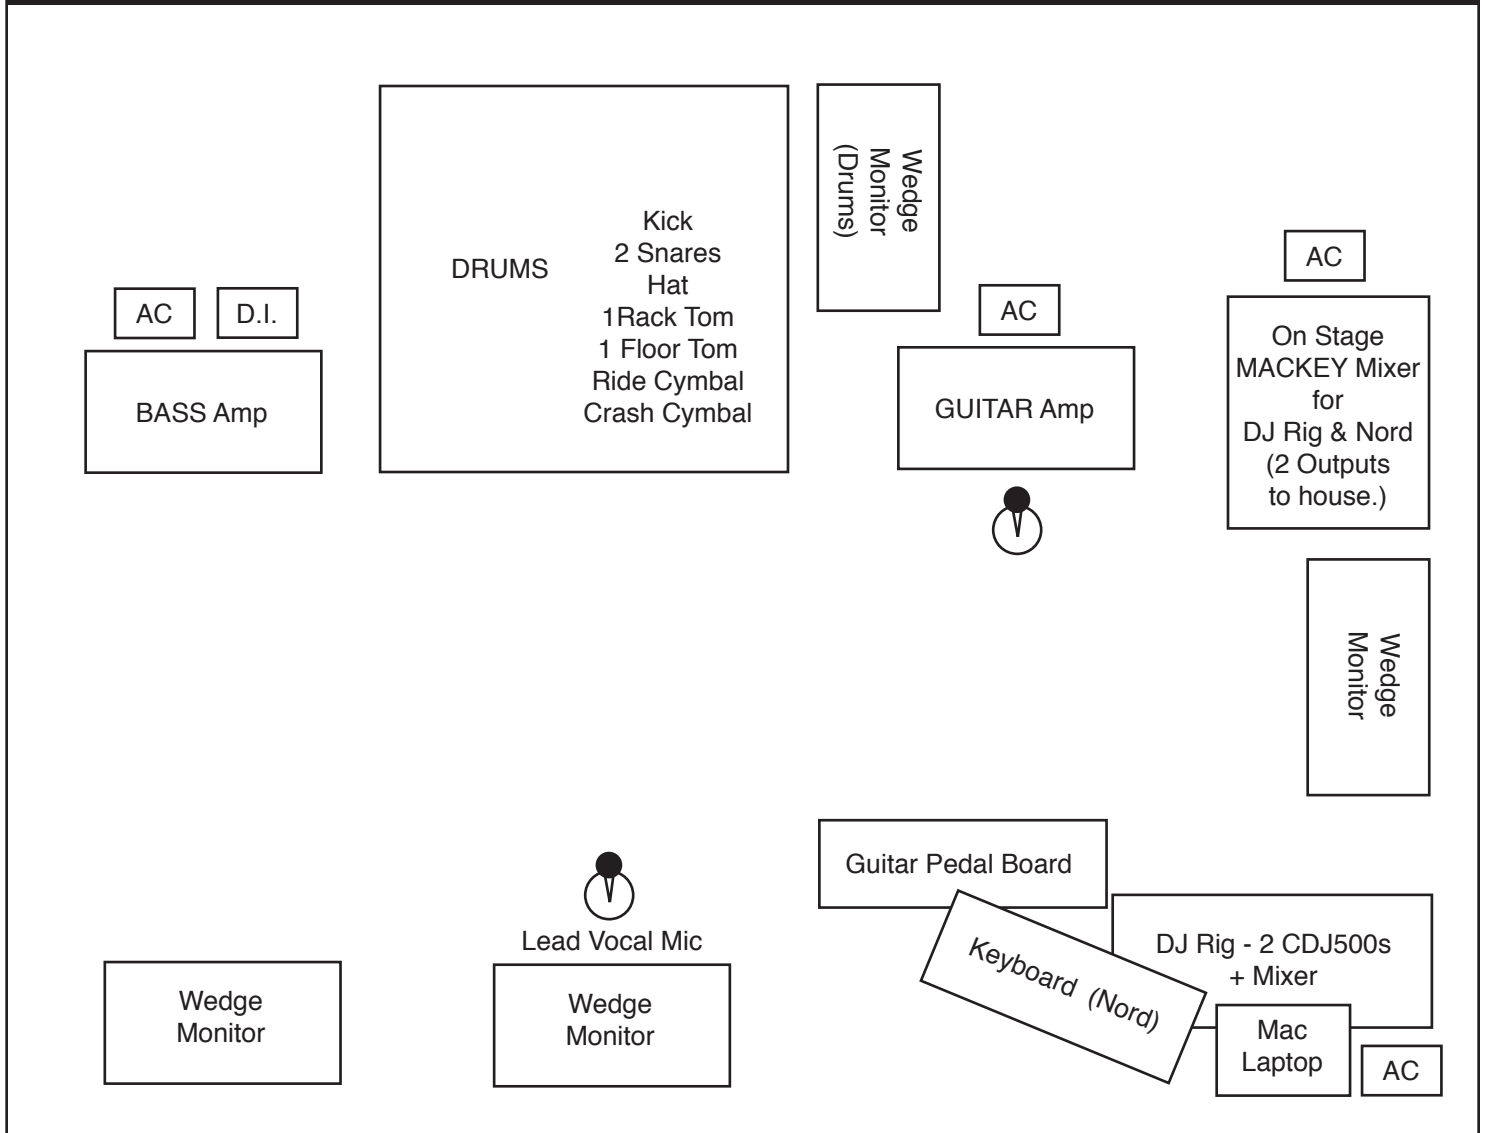 Wedge
Monitor
(Drums)
Kick
2 Snares
Hat
1Rack Tom
1 Floor Tom
Ride Cymbal
Crash Cymbal
DRUMS
AC
D.I.
BASS Amp
AC
GUITAR Amp
AC
On Stage
MACKEY Mixer
for
DJ Rig & Nord
(2 Outputs
to house.)
Wedge
Monitor
Guitar Pedal Board
Lead Vocal Mic
Keyboard (Nord)
DJ Rig - 2 CDJ500s
+ Mixer
Wedge
Monitor
Wedge
Monitor
Mac
Laptop
AC